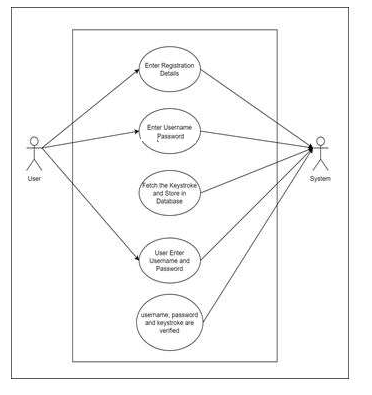 Enter Registration
Details
Enter Username
Password
User
System
Fetch the Keystroke
and Store in
Database
User Enter
Username and
Password
username, password
and keystroke are
verified